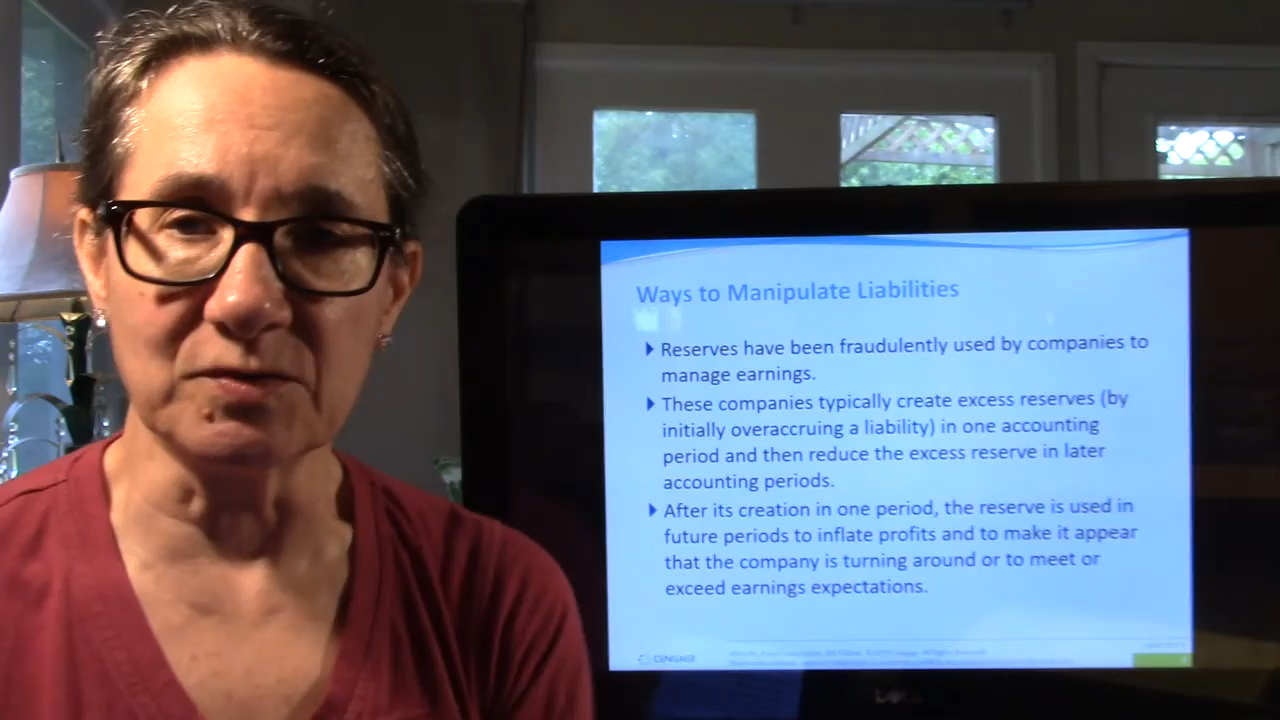 Ways to Manipulate Liabilities
Reserves have been fraudulently used by companies to
manage earnings.
These companies typically create excess reserves (by
initially overaccruing a liability) in one accounting
period and then reduce the excess reserve in later
accounting periods.
After its creation in one period, the reserve is used in
future periods to inflate profits and to make it appear
that the company is turning around or to meet or
exceed earnings expectations.
CENGAGE
DELL